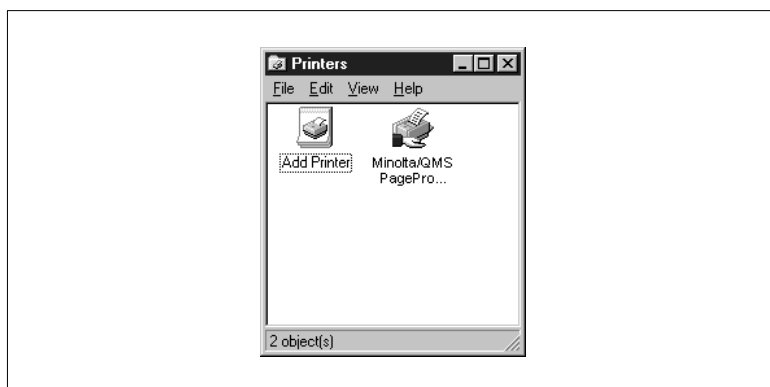 Printers
File Edit View Help
Add Printer
Minolta/QMS
PagePro...
2 object(s)